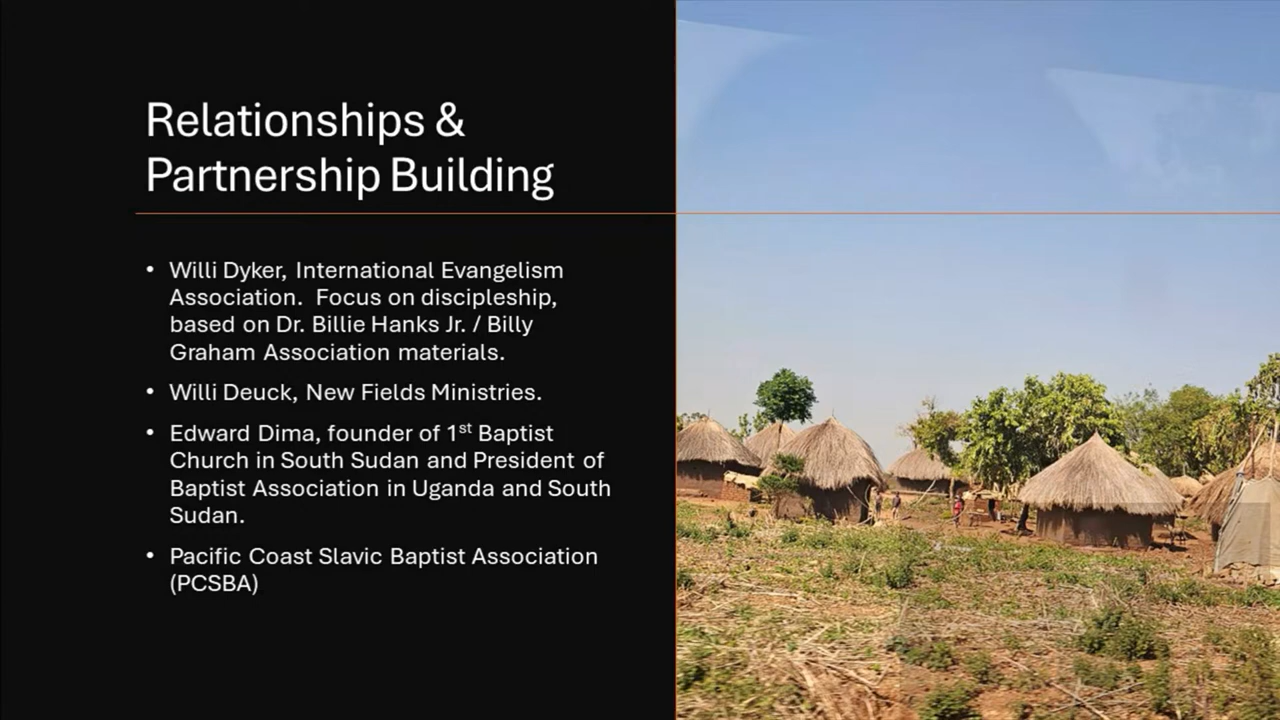 Relationships &
Partnership Building
• Willi Dyker, International Evangelism
Association.  Focus on discipleship,
based on Dr. Billie Hanks Jr. / Billy
Graham Association materials.
• Willi Deuck, New Fields Ministries.
• Edward Dima, founder of 1st Baptist
Church in South Sudan and President of
Baptist Association in Uganda and South
Sudan.
• Pacific Coast Slavic Baptist Association
(PCSBA)